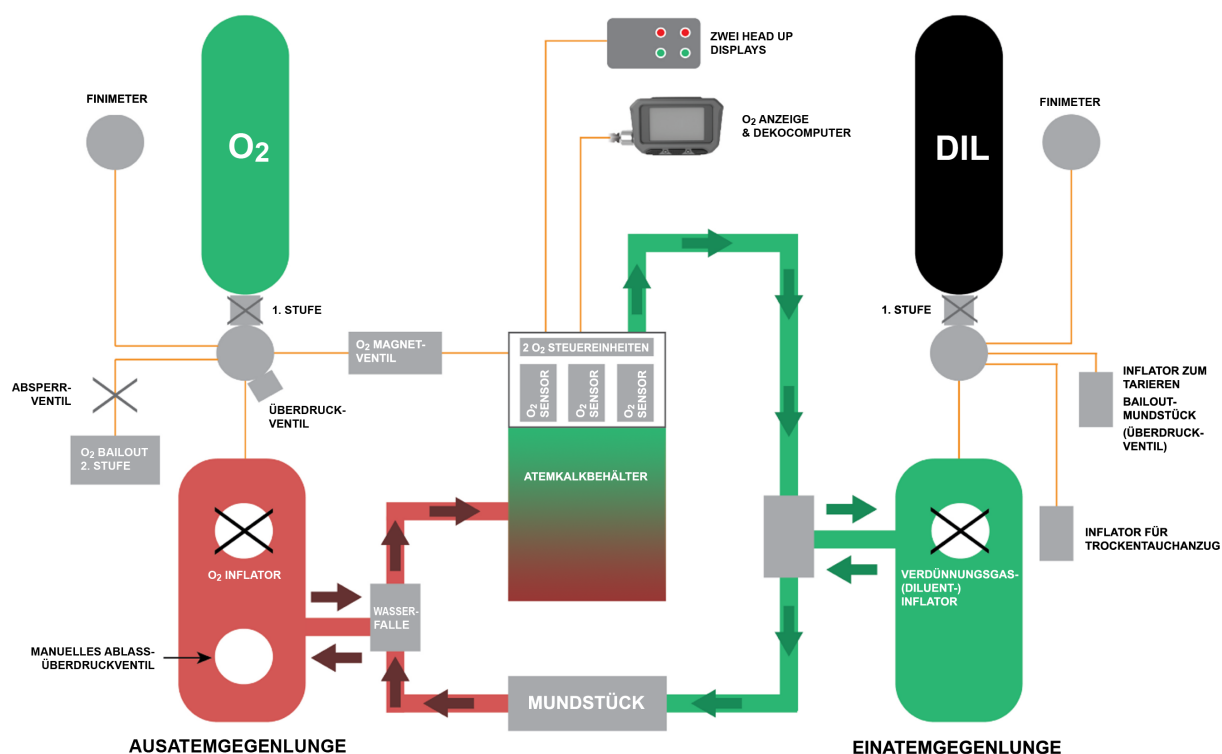 ZWEI HEAD UP
DISPLAYS
FINIMETER
O₂
O₂ ANZEIGE
& DEKOCOMPUTER
DIL
FINIMETER
1. STUFE
1. STUFE
O₂ MAGNET-
VENTIL
2 O₂ STEUEREINHEITEN
O₂ SENSOR
O₂ SENSOR
O₂ SENSOR
ABSPERR-
VENTIL
ÜBERDRUCK-
VENTIL
INFLATOR ZUM
TARIEREN
BAILOUT-
MUNDSTÜCK
(ÜBERDRUCK-
VENTIL)
O₂ BAILOUT
2. STUFE
ATEMKALKBEHÄLTER
INFLATOR FÜR
TROCKENTAUCHANZUG
O₂ INFLATOR
WASSER-
FALLE
VERDÜNNUNGSGAS-
(DILUENT-)
INFLATOR
MANUELLES ABLASS-
ÜBERDRUCKVENTIL
MUNDSTÜCK
AUSATEMGEGENLUNGE
EINATEMGEGENLUNGE